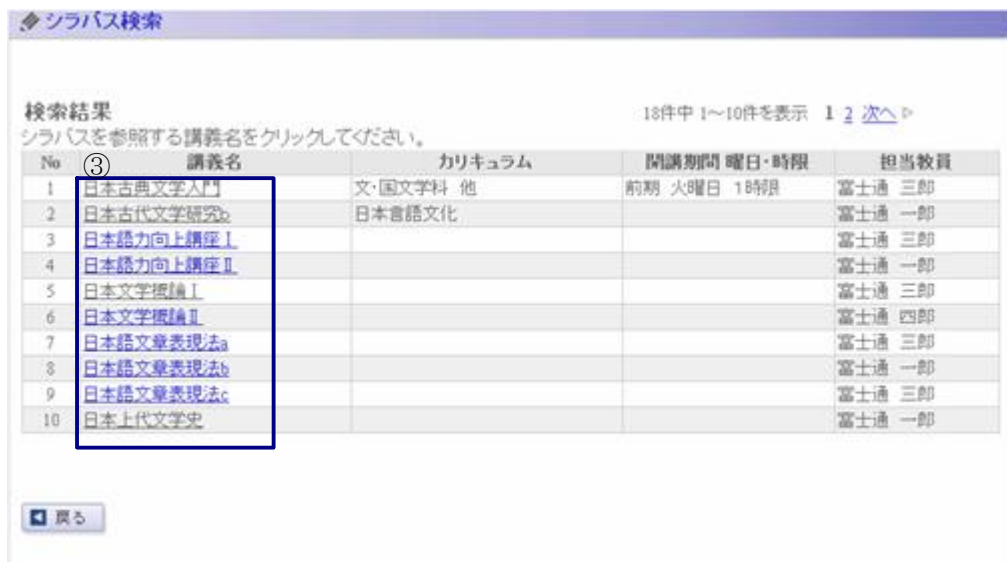 シラバス検索
検索結果
18件中 1～10件を表示 1 2 次へ
シラバスを参照する講義名をクリックしてください。
No ③ 講義名 カリキュラム 開講期間 曜日・時限 担当教員
1 日本古典文学入門 文・国文学科 他 前期 火曜日 1時限 富士通 三郎
2 日本古代文学研究b 日本言語文化 富士通 一郎
3 日本語力向上講座Ⅰ 富士通 三郎
4 日本語力向上講座Ⅱ 富士通 一郎
5 日本文学概論Ⅰ 富士通 三郎
6 日本文学概論Ⅱ 富士通 四郎
7 日本語文章表現法a 富士通 三郎
8 日本語文章表現法b 富士通 一郎
9 日本語文章表現法c 富士通 三郎
10 日本上代文学史 富士通 一郎
戻る